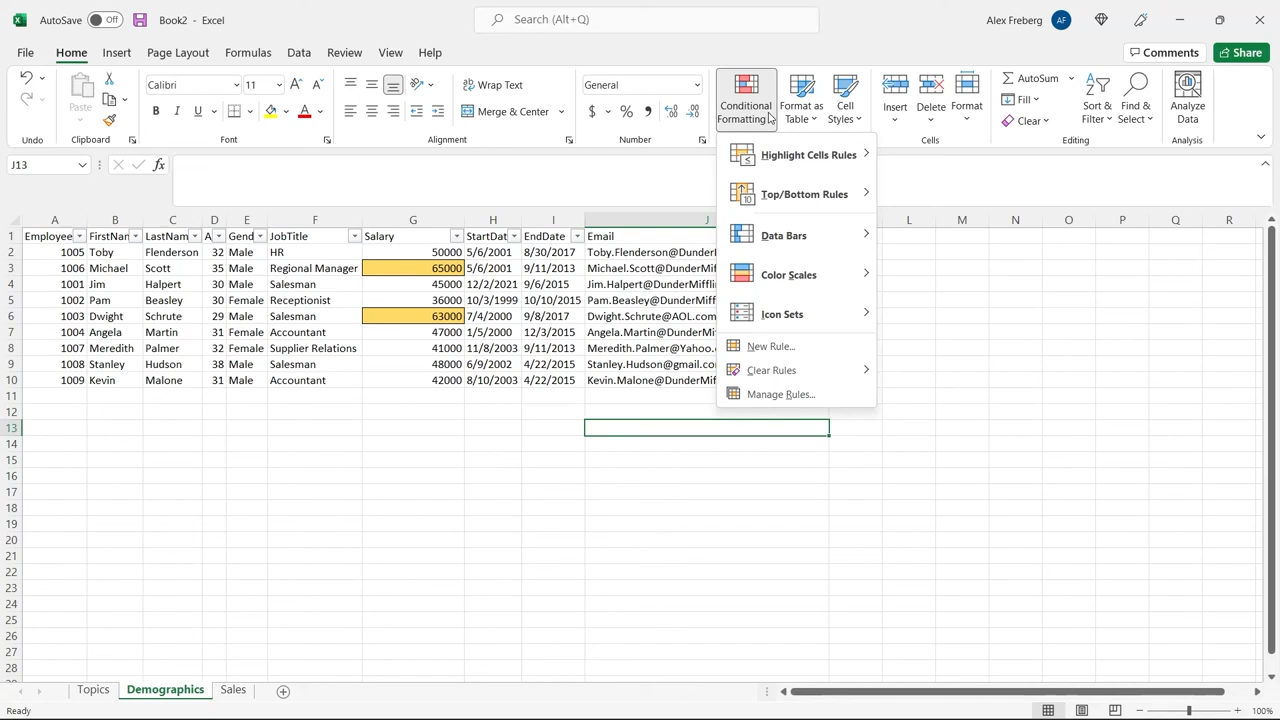 AutoSave Off Book2 - Excel Search (Alt+Q) Alex Freberg AF
File Home Insert Page Layout Formulas Data Review View Help Comments Share
Paste Calibri 11 Wrap Text General Conditional Formatting Format as Table Cell Styles Insert Delete Format AutoSum Sort & Filter Find & Select Analyze Data
B I U Merge & Center $ % Fill
Clear
Clipboard Font Alignment Number Cells Editing Analysis
J13 fx
Highlight Cells Rules
Top/Bottom Rules
Data Bars
Color Scales
Icon Sets
New Rule...
Clear Rules
Manage Rules...
A B C D E F G H I J L M N O P Q R
1 Employee FirstNam LastName A Gend JobTitle Salary StartDat EndDate Email
2 1005 Toby Flenderson 32 Male HR 50000 5/6/2001 8/30/2017 Toby.Flenderson@DunderI
3 1006 Michael Scott 35 Male Regional Manager 65000 5/6/2001 9/11/2013 Michael.Scott@DunderMif
4 1001 Jim Halpert 30 Male Salesman 45000 12/2/2021 9/6/2015 Jim.Halpert@DunderMiffli
5 1002 Pam Beasley 30 Female Receptionist 36000 10/3/1999 10/10/2015 Pam.Beasley@DunderMiffl
6 1003 Dwight Schrute 29 Male Salesman 63000 7/4/2000 9/8/2017 Dwight.Schrute@AOL.com
7 1004 Angela Martin 31 Female Accountant 47000 1/5/2000 12/3/2015 Angela.Martin@DunderMif
8 1007 Meredith Palmer 32 Female Supplier Relations 41000 11/8/2003 9/11/2013 Meredith.Palmer@Yahoo.c
9 1008 Stanley Hudson 38 Male Salesman 48000 6/9/2002 4/22/2015 Stanley.Hudson@gmail.com
10 1009 Kevin Malone 31 Male Accountant 42000 8/10/2003 4/22/2015 Kevin.Malone@DunderMif
11
12
13
14
15
16
17
18
19
20
21
22
23
24
25
26
27
28
Topics Demographics Sales
Ready 100%